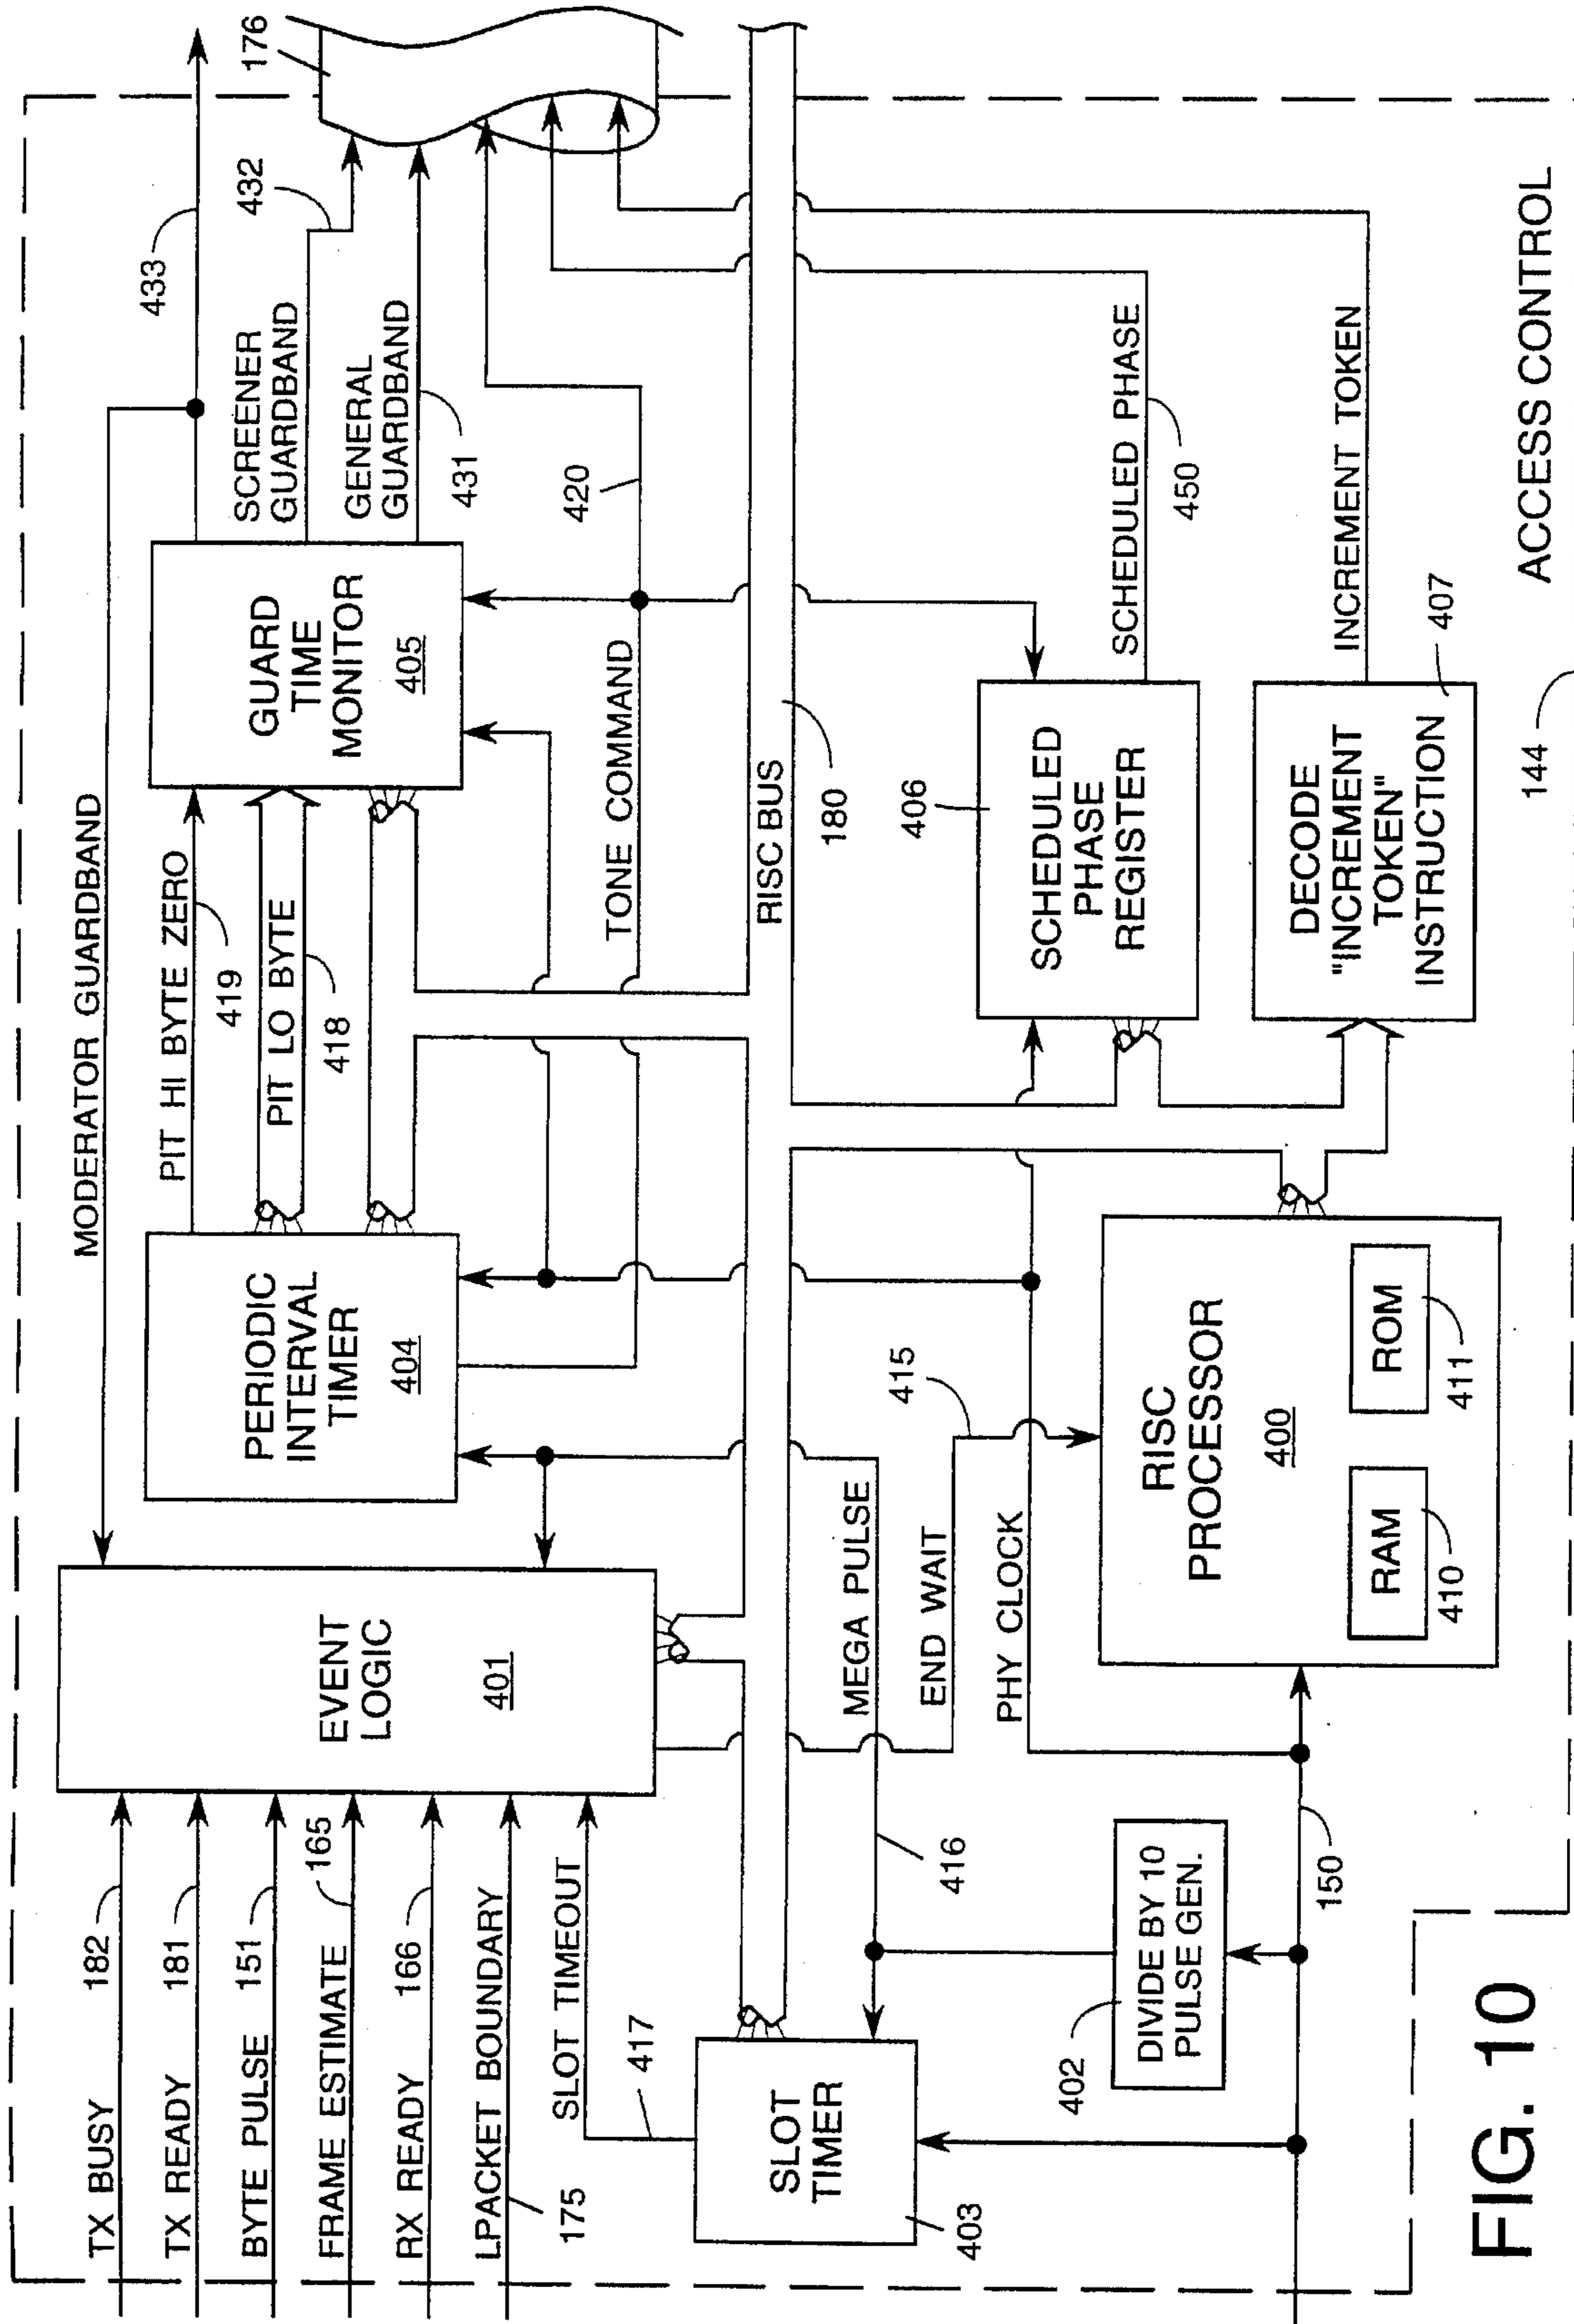 TX BUSY 182
TX READY 181
BYTE PULSE 151
FRAME ESTIMATE 165
RX READY 166
LPACKET BOUNDARY
175
SLOT TIMEOUT
417
EVENT
LOGIC
401
MODERATOR GUARDBAND
PERIODIC
INTERVAL
TIMER
404
PIT HI BYTE ZERO
419
PIT LO BYTE
418
GUARD
TIME
MONITOR
405
433
SCREENER
GUARDBAND
432
GENERAL
GUARDBAND
431
176
TONE COMMAND
420
RISC BUS
180
SLOT
TIMER
403
MEGA PULSE
416
END WAIT
415
PHY CLOCK
DIVIDE BY 10
PULSE GEN.
402
150
RISC
PROCESSOR
400
RAM
410
ROM
411
406
SCHEDULED
PHASE
REGISTER
SCHEDULED PHASE
450
DECODE
"INCREMENT
TOKEN"
INSTRUCTION
407
INCREMENT TOKEN
144
ACCESS CONTROL
FIG. 10